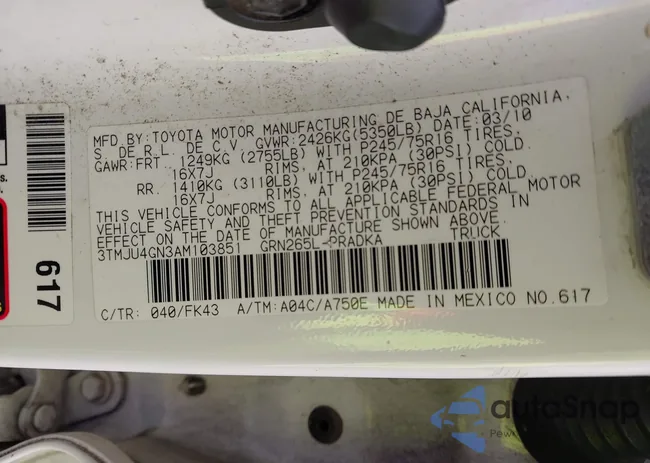 MFD.BY:TOYOTA MOTOR MANUFACTURING DE BAJA CALIFORNIA,
S. DE R.L. DE C.V. GVWR:2426KG(5350LB) DATE:03/10
GAWR:FRT 1249KG (2755LB) WITH P245/75R16 TIRES,
16X7J RIMS, AT 210KPA (30PSI) COLD.
RR. 1410KG (3110LB) WITH P245/75R16 TIRES,
16X7J RIMS, AT 210KPA (30PSI) COLD.
THIS VEHICLE CONFORMS TO ALL APPLICABLE FEDERAL MOTOR
VEHICLE SAFETY AND THEFT PREVENTION STANDARDS IN
EFFECT ON THE DATE OF MANUFACTURE SHOWN ABOVE.
3TMJU4GN3AM103851 GRN265L-PRADKA TRUCK
C/TR: 040/FK43 A/TM:A04C/A750E MADE IN MEXICO NO.617
617
s.
autoSnap
Powe